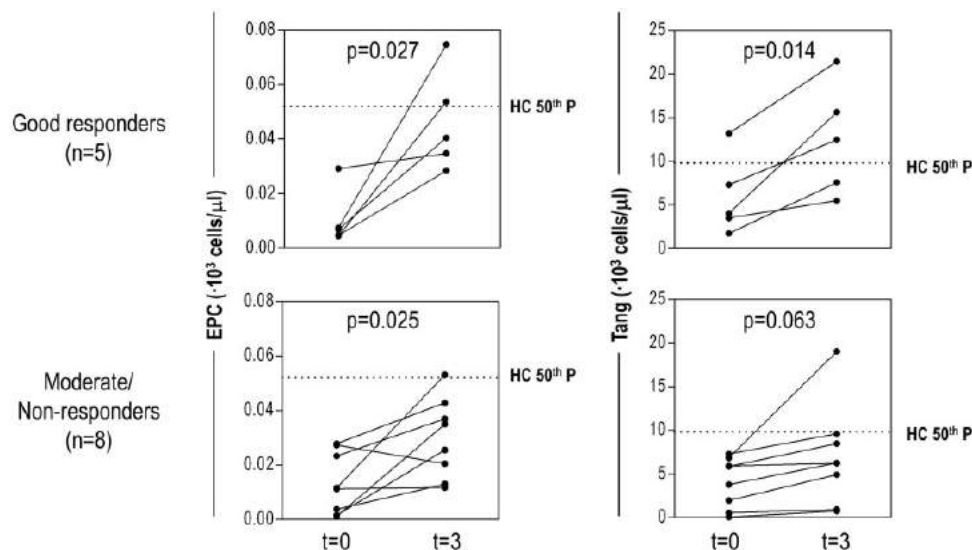 Good responders
(n=5)
EPC (·10³ cells/µl)
0.08
0.06
0.04
0.02
0.00
p=0.027
HC 50th P
Tang (·10³ cells/µl)
25
20
15
10
5
0
p=0.014
HC 50th P
Moderate/
Non-responders
(n=8)
0.08
0.06
0.04
0.02
0.00
p=0.025
HC 50th P
t=0 t=3
25
20
15
10
5
0
p=0.063
HC 50th P
t=0 t=3